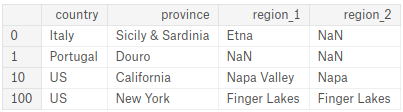 country province region_1 region_2
0 Italy Sicily & Sardinia Etna NaN
1 Portugal Douro NaN NaN
10 US California Napa Valley Napa
100 US New York Finger Lakes Finger Lakes